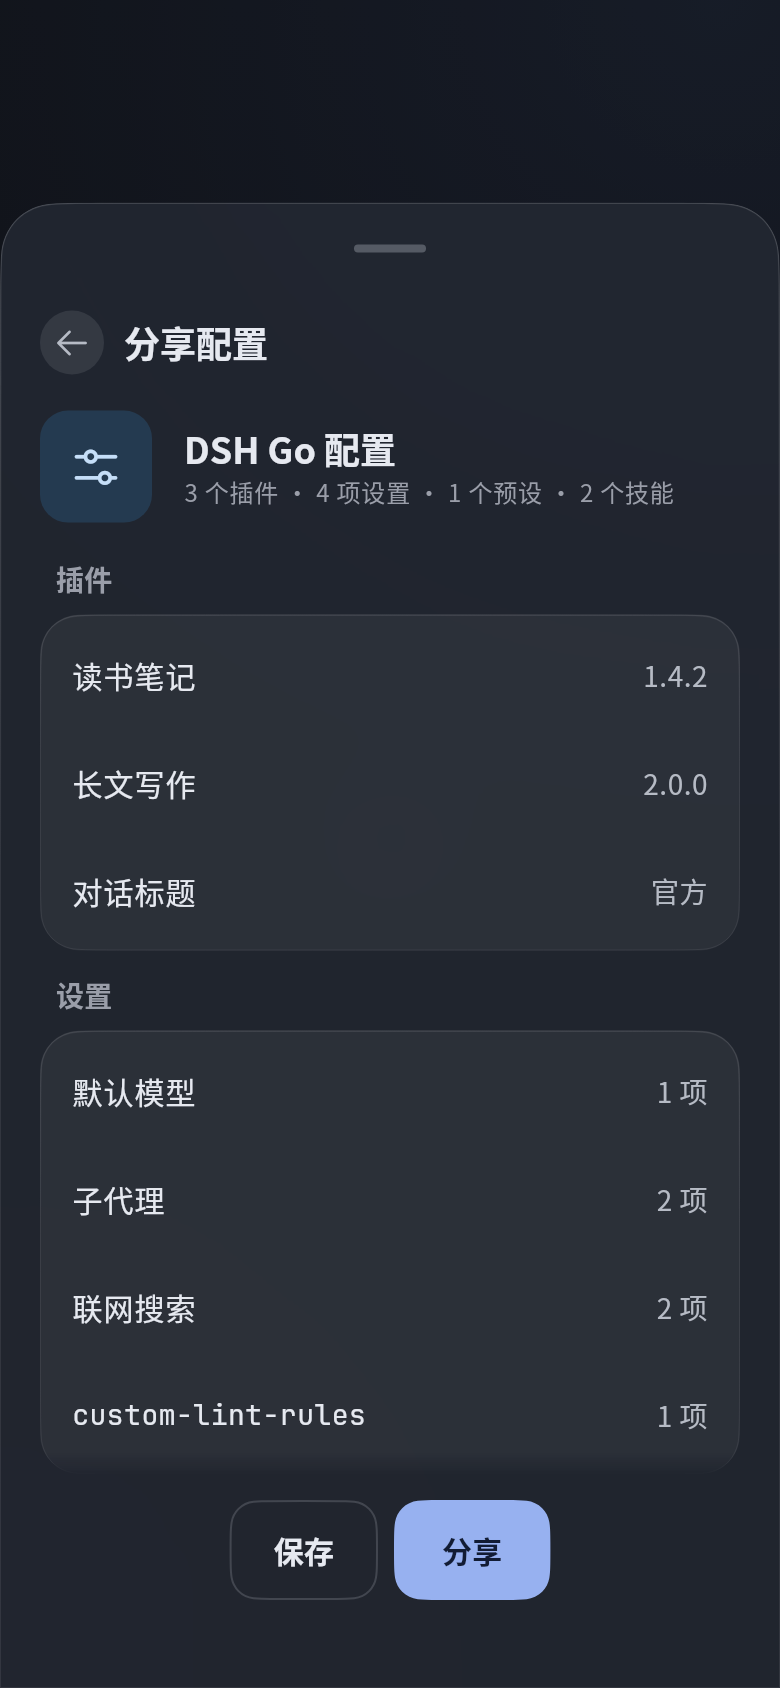 分享配置
DSH Go 配置
3 个插件 · 4 项设置 · 1 个预设 · 2 个技能
插件
读书笔记 1.4.2
长文写作 2.0.0
对话标题 官方
设置
默认模型 1 项
子代理 2 项
联网搜索 2 项
custom-lint-rules 1 项
保存 分享